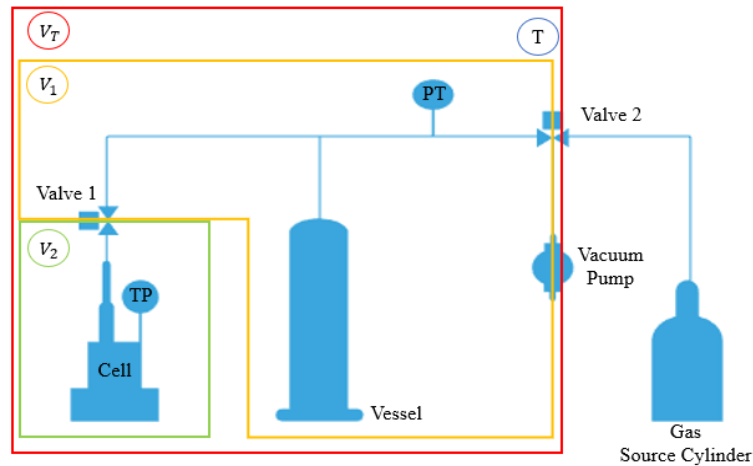 V_T
T
V_1
PT
Valve 2
Valve 1
V_2
TP
Vacuum
Pump
Cell
Vessel
Gas
Source Cylinder